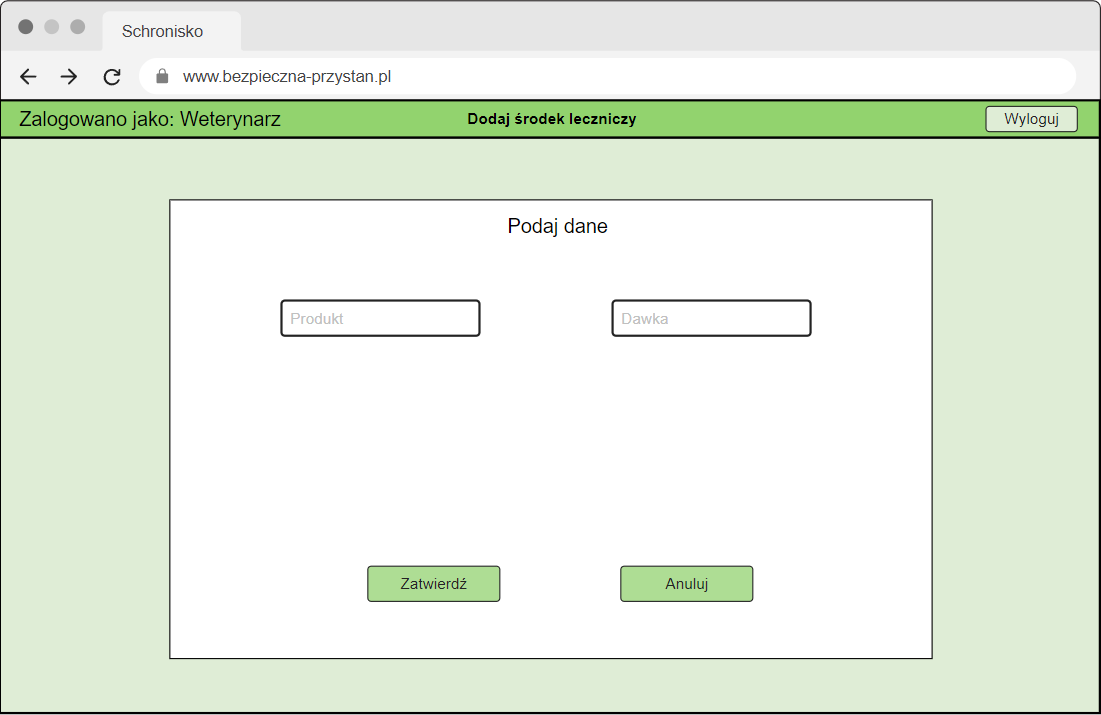 Schronisko
www.bezpieczna-przystan.pl
Zalogowano jako: Weterynarz
Dodaj środek leczniczy
Wyloguj
Podaj dane
Produkt
Dawka
Zatwierdź
Anuluj